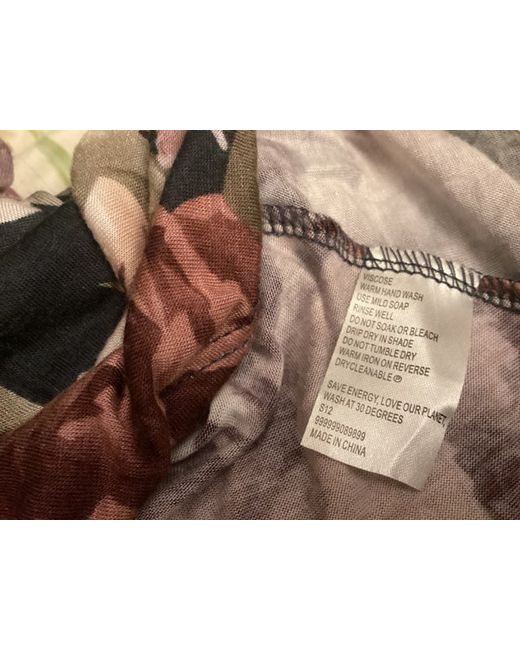 VISCOSE
WARM HAND WASH
USE MILD SOAP
RINSE WELL
DO NOT SOAK OR BLEACH
DRIP DRY IN SHADE
DO NOT TUMBLE DRY
WARM IRON ON REVERSE
DRYCLEANABLE Ⓟ
SAVE ENERGY, LOVE OUR PLANET,
WASH AT 30 DEGREES
S12
999999089899
MADE IN CHINA